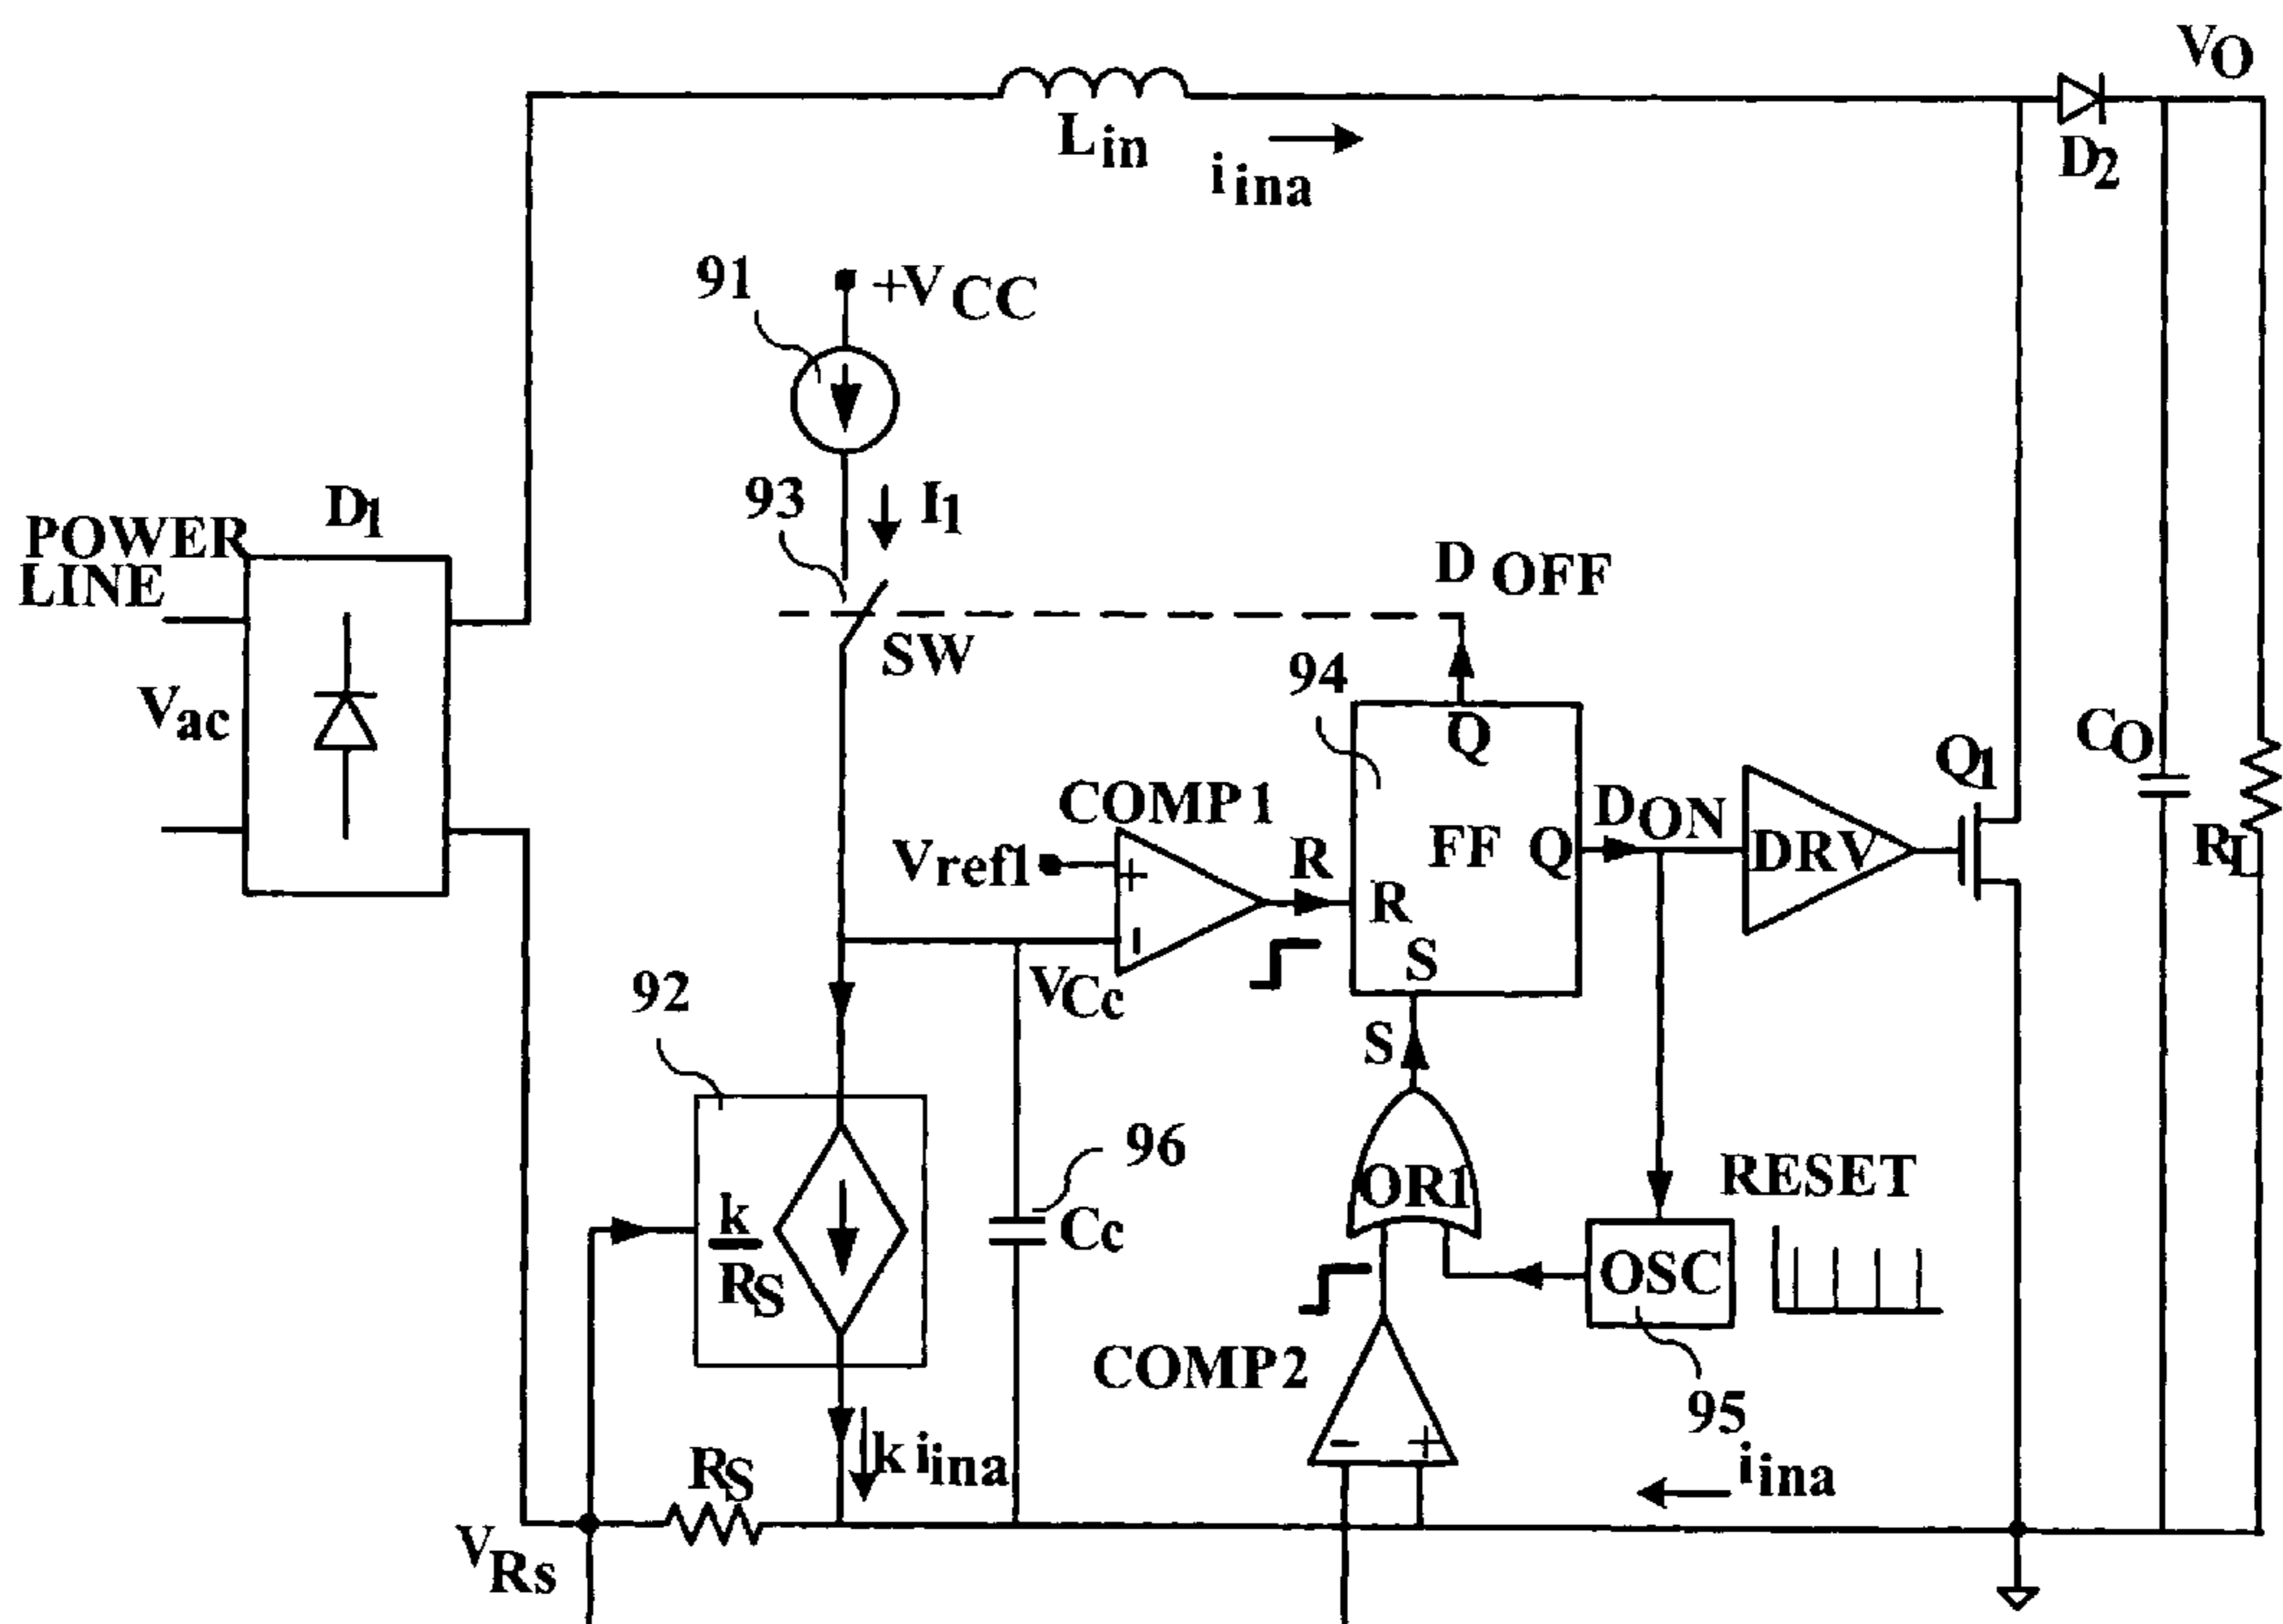 VO
Lin
D2
iina
91
+VCC
93
I1
D1
POWER
LINE
DOFF
SW
94
Vac
Q̅
CO
Q1
COMP1
DON
Vref1
+
R
FF
Q
DRV
RL
R
-
S
92
VCc
S
96
RESET
k
OR1
Cc
RS
OSC
COMP2
95
- +
k iina
iina
RS
VRs